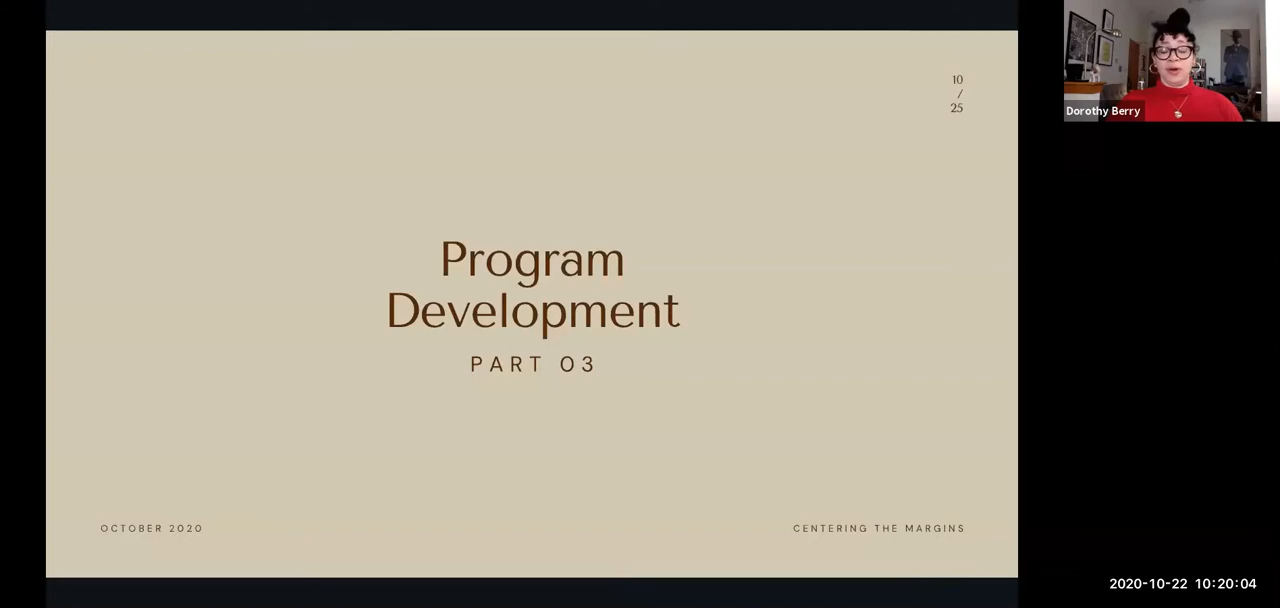 10
/
25
Program
Development
PART 03
OCTOBER 2020
CENTERING THE MARGINS
Dorothy Berry
2020-10-22 10:20:04